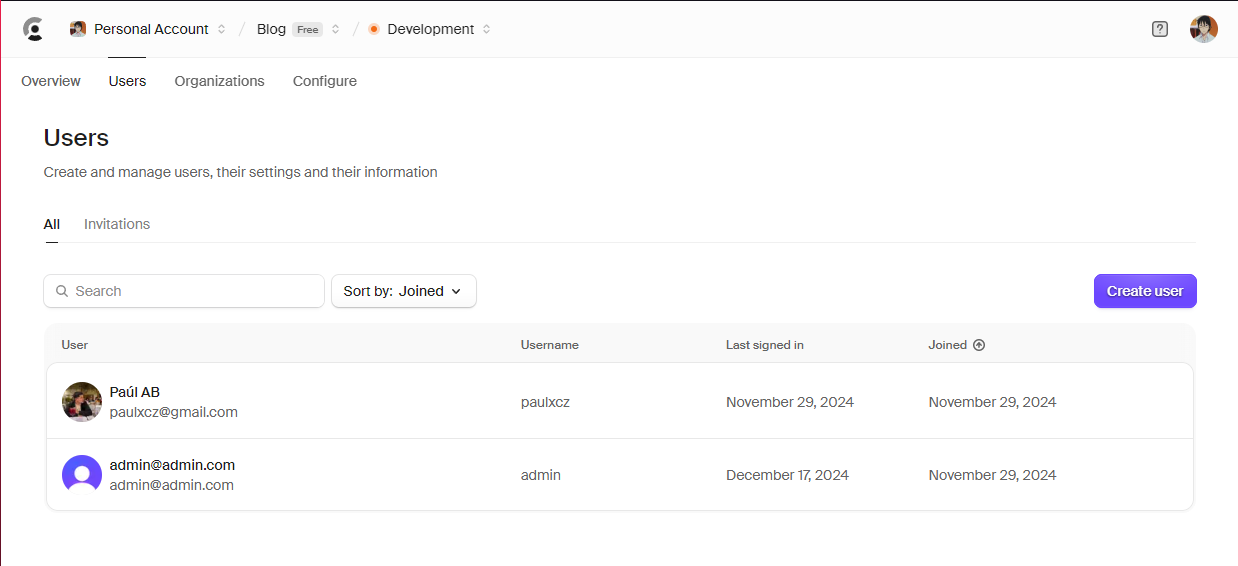 Personal Account / Blog Free / Development
Overview Users Organizations Configure
Users
Create and manage users, their settings and their information
All Invitations
Search Sort by: Joined Create user
User Username Last signed in Joined
Paúl AB
paulxcz@gmail.com paulxcz November 29, 2024 November 29, 2024
admin@admin.com
admin@admin.com admin December 17, 2024 November 29, 2024